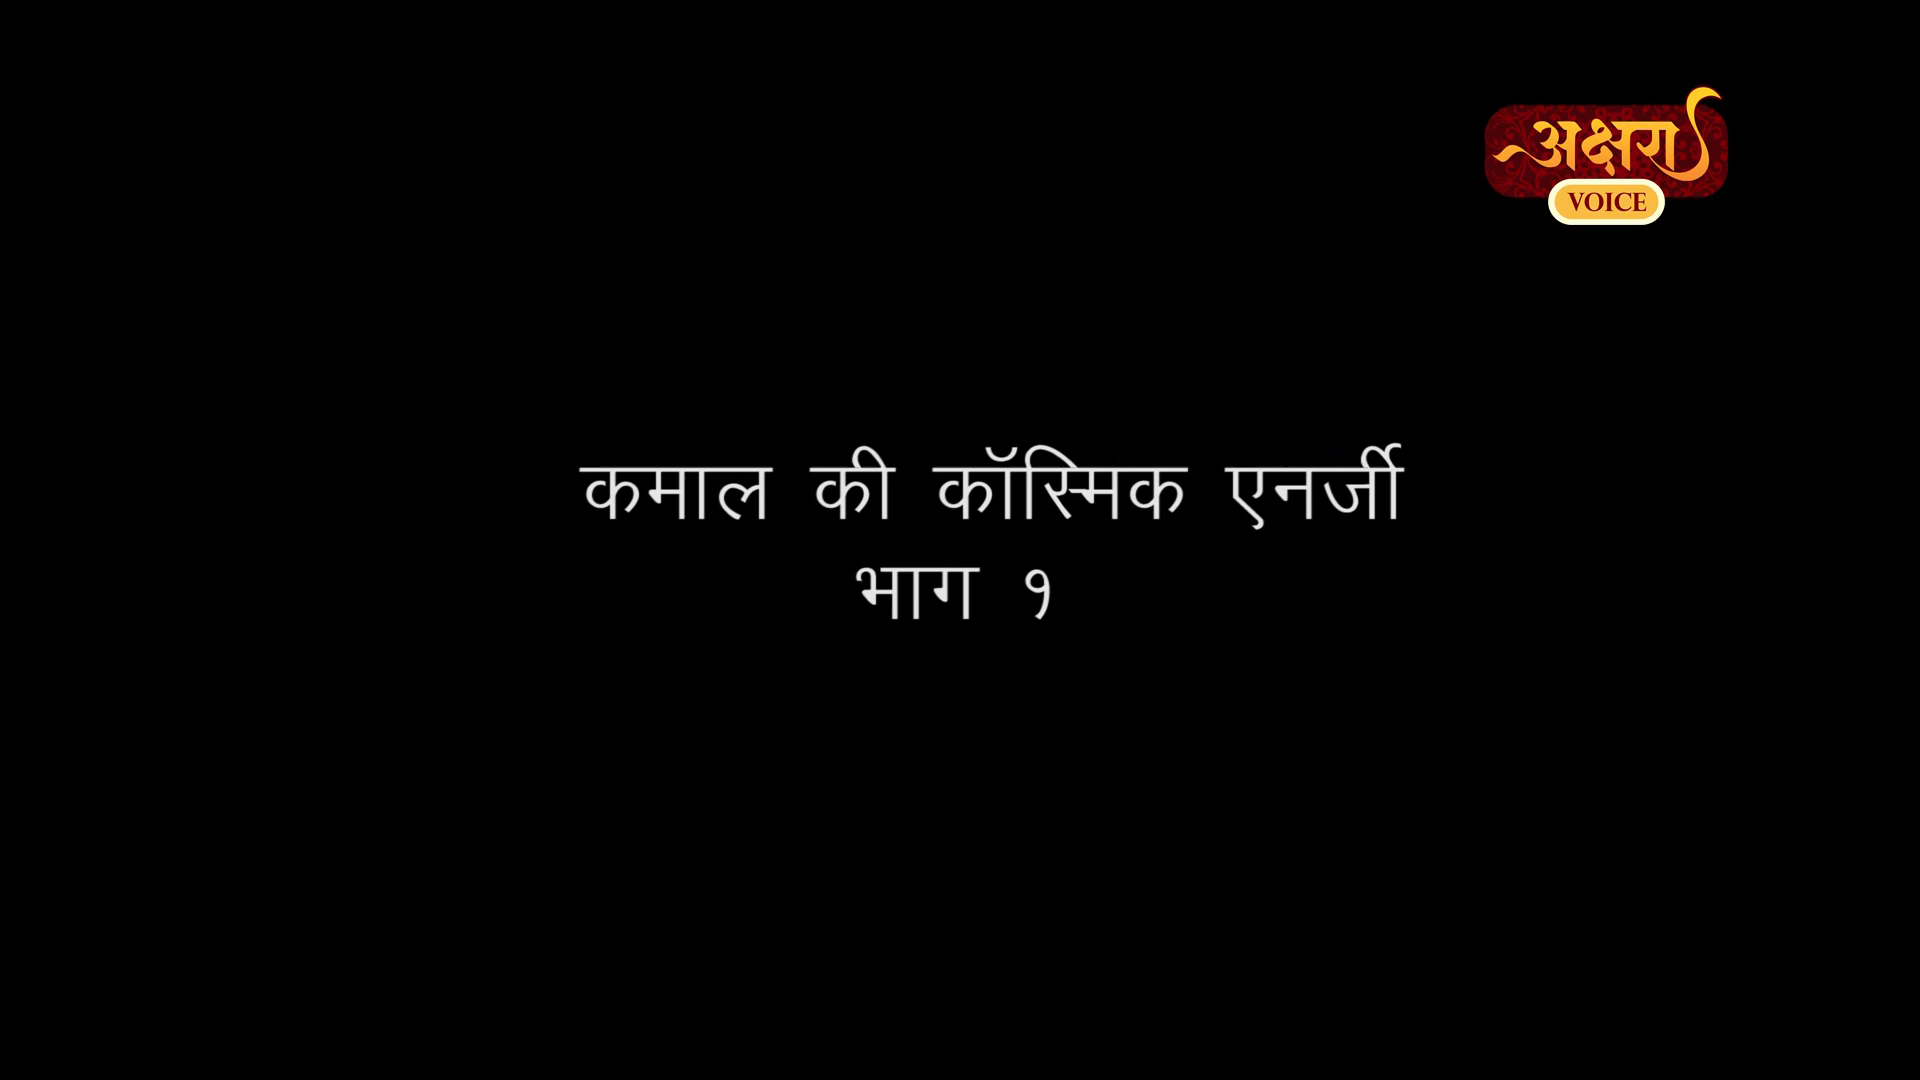 अक्षरा
VOICE
कमाल की कॉस्मिक एनर्जी
भाग १